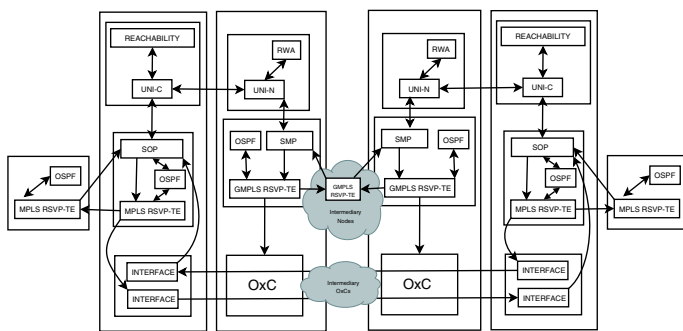 REACHABILITY
UNI-C
SOP
OSPF
MPLS RSVP-TE
INTERFACE
INTERFACE
OSPF
MPLS RSVP-TE
RWA
UNI-N
OSPF
SMP
GMPLS RSVP-TE
OxC
GMPLS
RSVP-TE
Intermediary
Nodes
Intermediary
OxCs
RWA
UNI-N
SMP
OSPF
GMPLS RSVP-TE
OxC
REACHABILITY
UNI-C
SOP
OSPF
MPLS RSVP-TE
INTERFACE
INTERFACE
OSPF
MPLS RSVP-TE